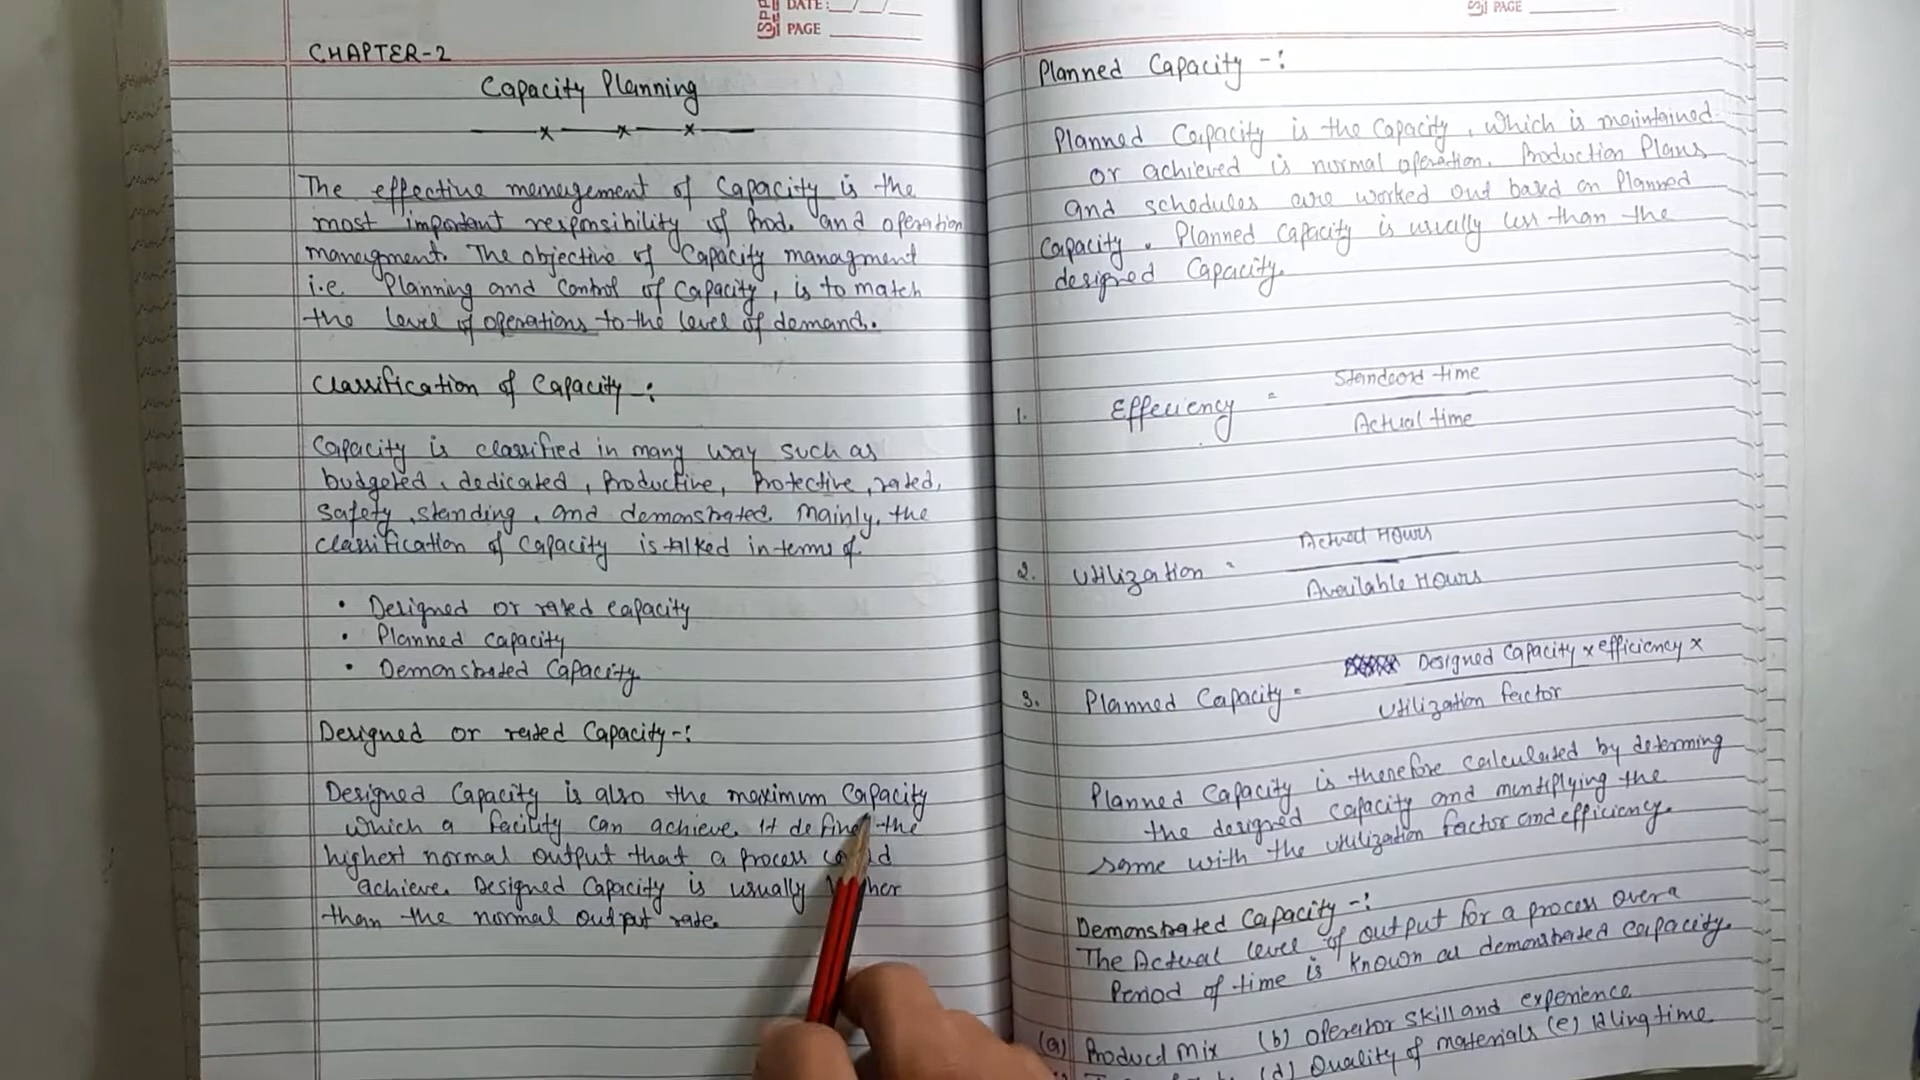 DATE:
PAGE
CHAPTER-2
Capacity Planning
The effective menegement of Capacity is the
most important responsibility of Prod. and operation
manegment. The objective of Capacity managment
i.e Planning and Control of Capacity, is to match
the level of operations to the level of demand.
Classification of Capacity -:
Capacity is classified in many way such as
budgeted, dedicated, Productive, Protective, rated,
Safety, standing, and demonstrated. Mainly, the
classification of Capacity is talked in terms of
• Designed or rated capacity
• Planned capacity
• Demonstrated Capacity
Designed or rated Capacity-:
Designed Capacity is also the maximum Capacity
which a facility can achieve. It define the
highest normal output that a process
achieve. Designed Capacity is usually
than the normal output rate.
PAGE
Planned Capacity -:
Planned Capacity is the Capacity, which is maintained
or achieved is normal operation. Production Plans
and schedules are worked out based on Planned
Capacity. Planned Capacity is usually less than the
designed Capacity.
1. Effeciency = Standard time
Actual time
2. Utilization = Actual Hours
Available Hours
3. Planned Capacity = Designed Capacity x efficiency x
Utilization factor
Planned Capacity is therefore calculated by determing
the designed capacity and multiplying the
same with the utilization factor and efficiency.
Demonstrated Capacity -:
The Actual level of output for a process over a
Period of time is known as demonstrated capacity.
(a) Product Mix (b) Operator skill and experience
(d) Quality of materials (e) Idling time